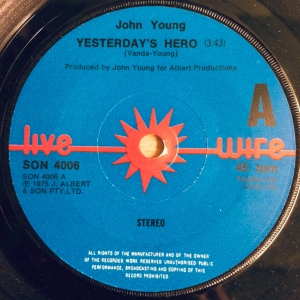 John Young
YESTERDAY'S HERO (3.43)
(Vanda-Young)
Produced by John Young for Albert Productions
A
live wire
SON 4006
SON 4006 A
℗ 1975 J. ALBERT
& SON PTY. LTD.
45 RPM
STEREO
ALL RIGHTS OF THE MANUFACTURER AND OF THE OWNER
OF THE RECORDED WORK RESERVED UNAUTHORISED PUBLIC
PERFORMANCE, BROADCASTING AND COPYING OF THIS
RECORD PROHIBITED